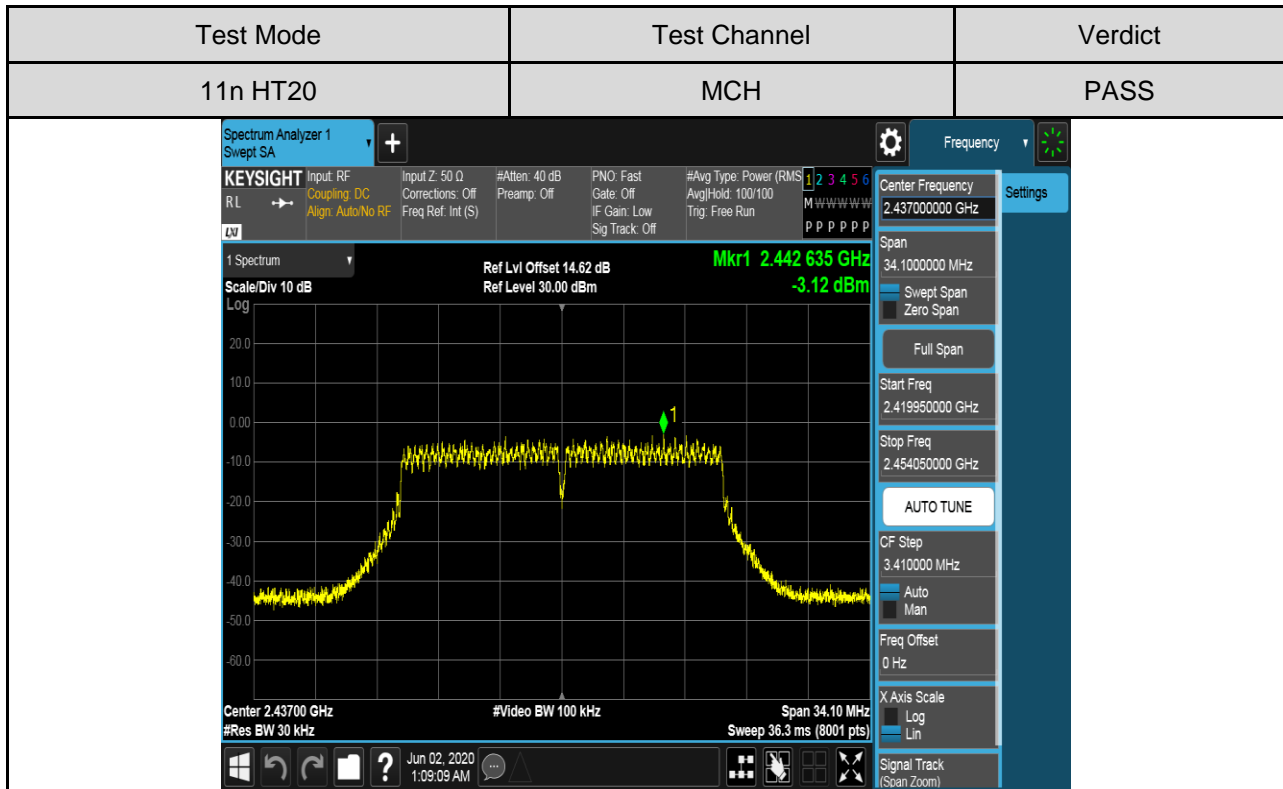 Test Mode Test Channel Verdict
11n HT20 MCH PASS
Spectrum Analyzer 1
Swept SA
Frequency
KEYSIGHT Input: RF Input Z: 50 Ω #Atten: 40 dB PNO: Fast #Avg Type: Power (RMS 1 2 3 4 5 6
RL Coupling: DC Corrections: Off Preamp: Off Gate: Off Avg|Hold: 100/100 M W W W W W
Align: Auto/No RF Freq Ref: Int (S) IF Gain: Low Trig: Free Run
LXI Sig Track: Off P P P P P P
Center Frequency
2.437000000 GHz
Settings
1 Spectrum
Scale/Div 10 dB
Ref Lvl Offset 14.62 dB
Ref Level 30.00 dBm
Mkr1 2.442 635 GHz
-3.12 dBm
Log
20.0
10.0
0.00
-10.0
-20.0
-30.0
-40.0
-50.0
-60.0
1
Center 2.43700 GHz #Video BW 100 kHz Span 34.10 MHz
#Res BW 30 kHz Sweep 36.3 ms (8001 pts)
Span
34.1000000 MHz
Swept Span
Zero Span
Full Span
Start Freq
2.419950000 GHz
Stop Freq
2.454050000 GHz
AUTO TUNE
CF Step
3.410000 MHz
Auto
Man
Freq Offset
0 Hz
X Axis Scale
Log
Lin
Signal Track
(Span Zoom)
? Jun 02, 2020
1:09:09 AM